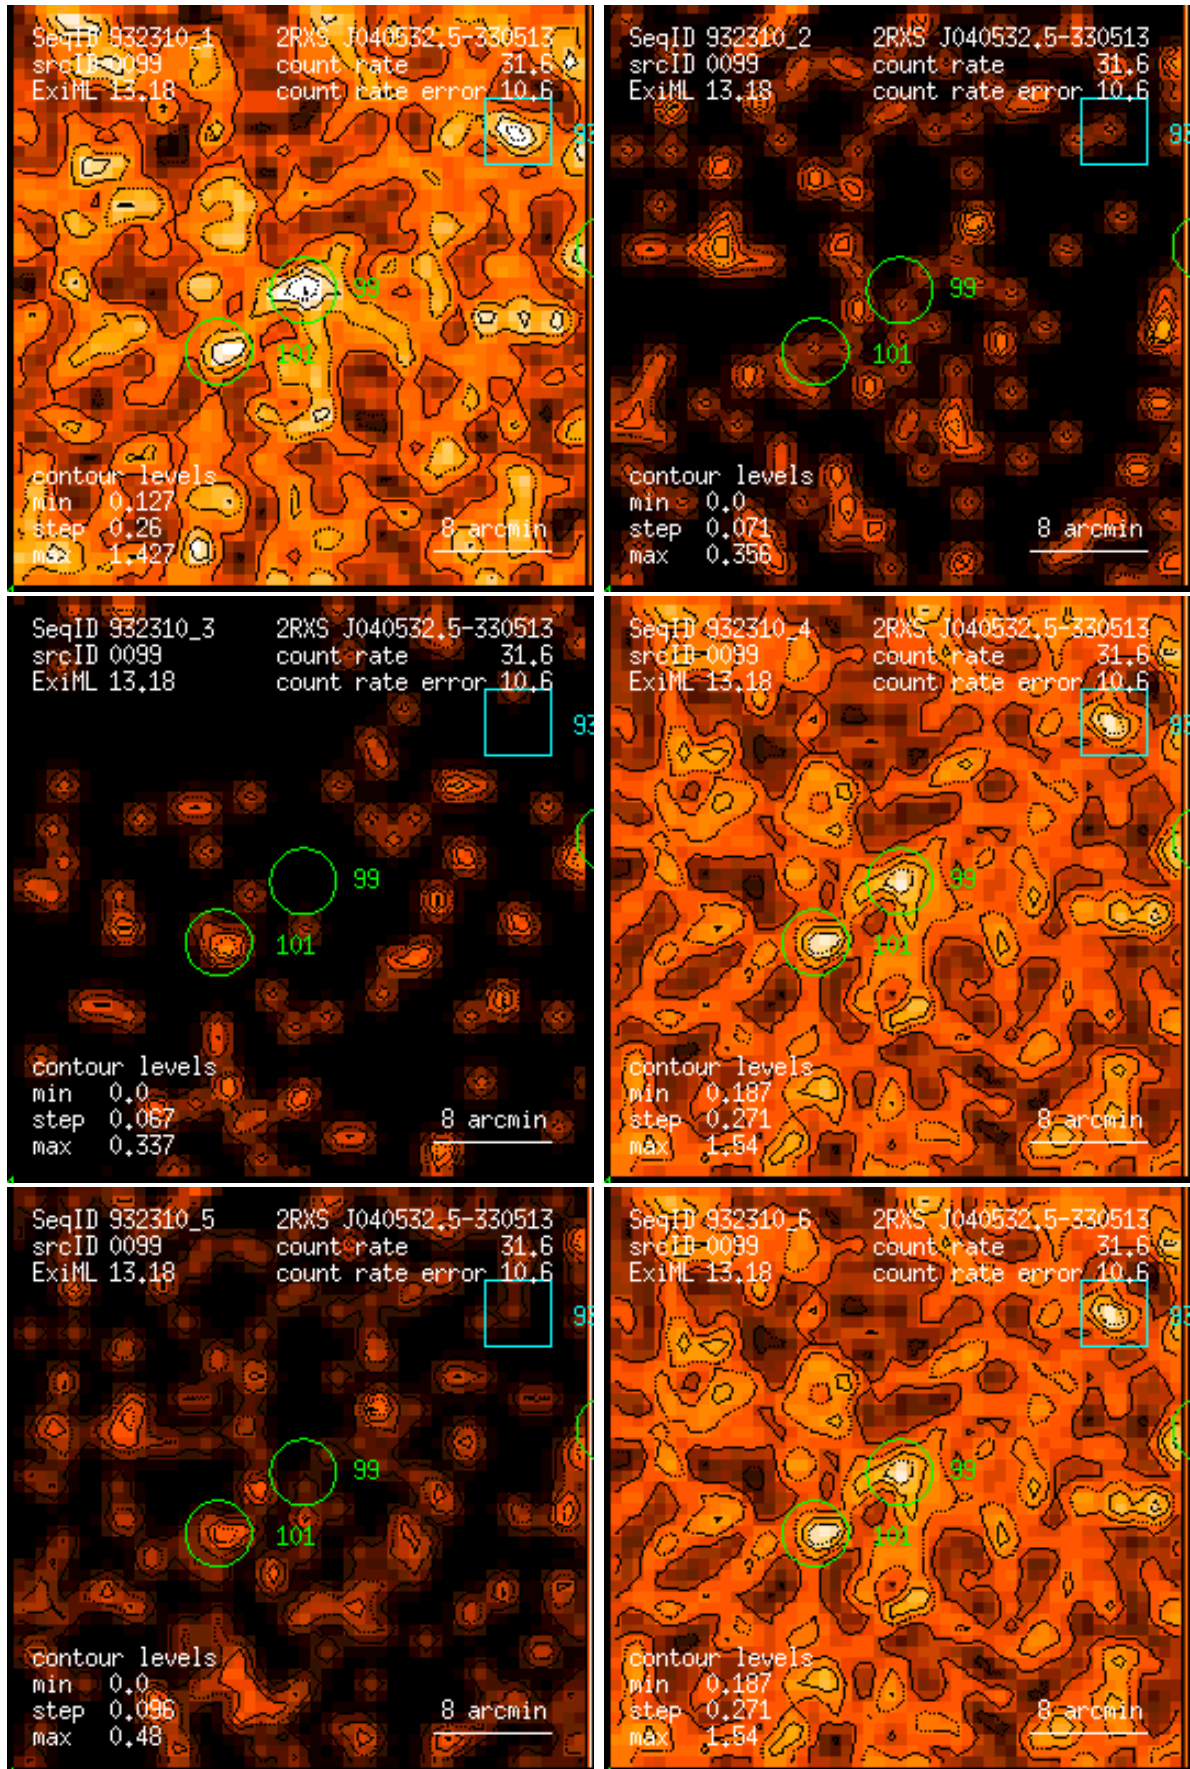 SeqID 932310_1 2RXS J040532.5-330513
srcID 0099 count rate 31.6
ExiML 13.18 count rate error 10.6
93
99
101
contour levels
min 0.127
step 0.26 8 arcmin
max 1.427
SeqID 932310_2 2RXS J040532.5-330513
srcID 0099 count rate 31.6
ExiML 13.18 count rate error 10.6
93
99
101
contour levels
min 0.0
step 0.071 8 arcmin
max 0.356
SeqID 932310_3 2RXS J040532.5-330513
srcID 0099 count rate 31.6
ExiML 13.18 count rate error 10.6
93
99
101
contour levels
min 0.0
step 0.067 8 arcmin
max 0.337
SeqID 932310_4 2RXS J040532.5-330513
srcID 0099 count rate 31.6
ExiML 13.18 count rate error 10.6
93
99
101
contour levels
min 0.187
step 0.271 8 arcmin
max 1.54
SeqID 932310_5 2RXS J040532.5-330513
srcID 0099 count rate 31.6
ExiML 13.18 count rate error 10.6
93
99
101
contour levels
min 0.0
step 0.096 8 arcmin
max 0.48
SeqID 932310_6 2RXS J040532.5-330513
srcID 0099 count rate 31.6
ExiML 13.18 count rate error 10.6
93
99
101
contour levels
min 0.187
step 0.271 8 arcmin
max 1.54